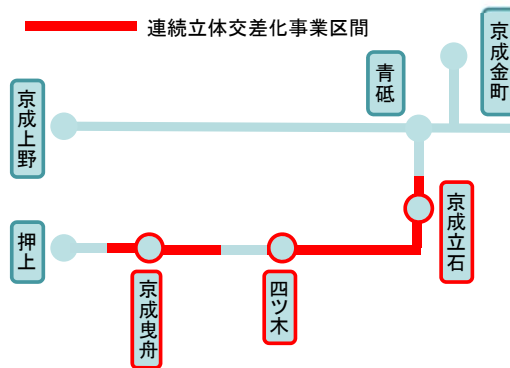 連続立体交差化事業区間
京成金町
青砥
京成上野
京成立石
押上
京成曳舟
四ツ木